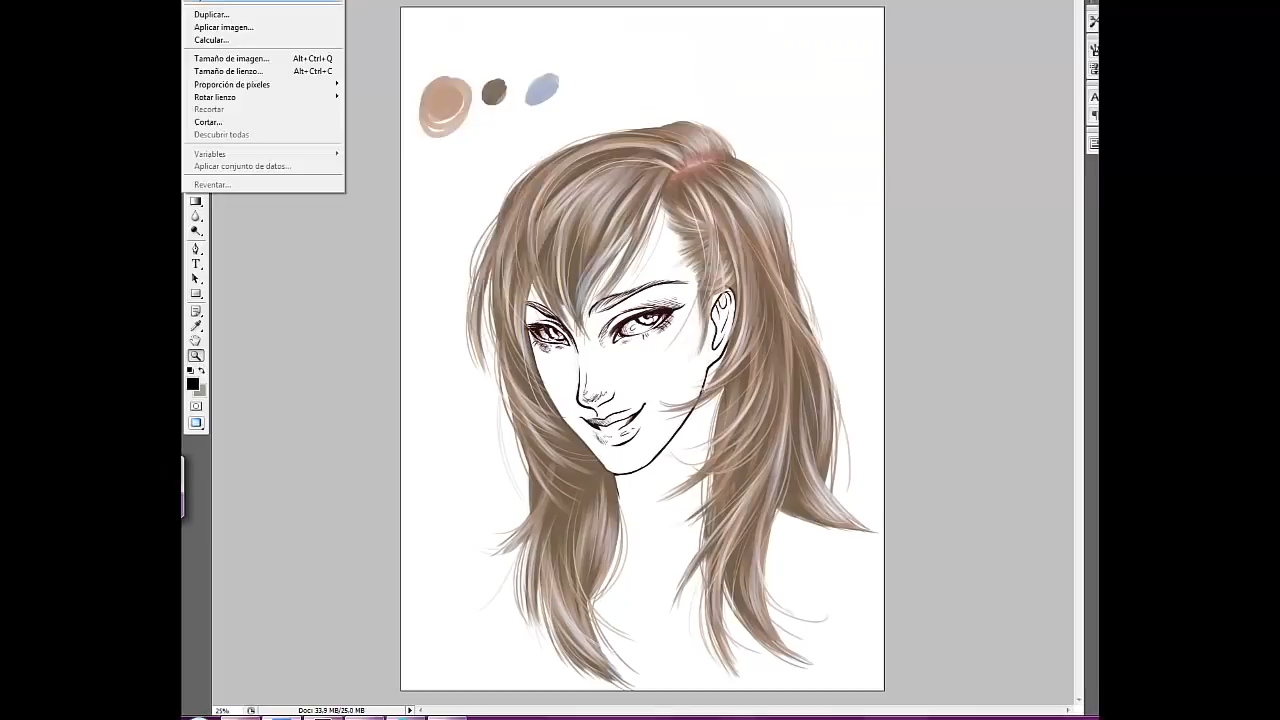 Duplicar...
Aplicar imagen...
Calcular...
Tamaño de imagen... Alt+Ctrl+Q
Tamaño de lienzo... Alt+Ctrl+C
Proporción de píxeles
Rotar lienzo
Recortar
Cortar...
Descubrir todas
Variables
Aplicar conjunto de datos...
Reventar...
T
A
25%
Doc: 33.9 MB/25.0 MB